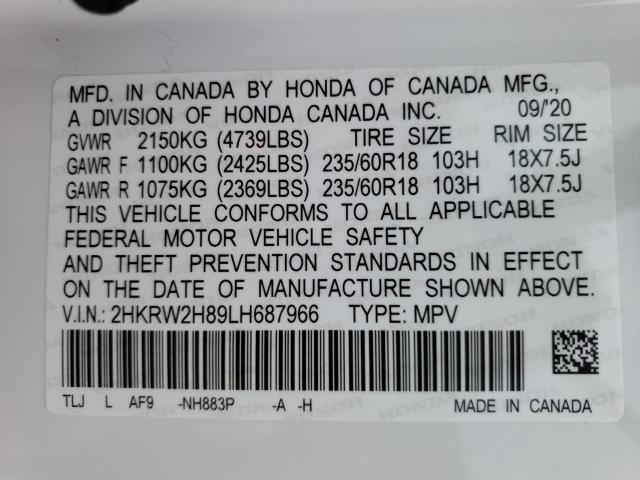 MFD. IN CANADA BY HONDA OF CANADA MFG.,
A DIVISION OF HONDA CANADA INC. 09/'20
GVWR 2150KG (4739LBS) TIRE SIZE RIM SIZE
GAWR F 1100KG (2425LBS) 235/60R18 103H 18X7.5J
GAWR R 1075KG (2369LBS) 235/60R18 103H 18X7.5J
THIS VEHICLE CONFORMS TO ALL APPLICABLE
FEDERAL MOTOR VEHICLE SAFETY
AND THEFT PREVENTION STANDARDS IN EFFECT
ON THE DATE OF MANUFACTURE SHOWN ABOVE.
V.I.N.: 2HKRW2H89LH687966 TYPE: MPV
TLJ L AF9 -NH883P -A -H MADE IN CANADA